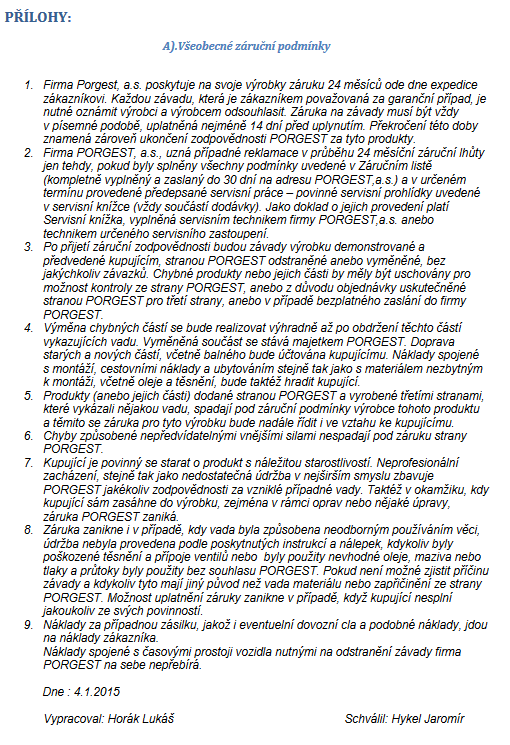 PŘÍLOHY:
A).Všeobecné záruční podmínky
1. Firma Porgest, a.s. poskytuje na svoje výrobky záruku 24 měsíců ode dne expedice
zákazníkovi. Každou závadu, která je zákazníkem považovaná za garanční případ, je
nutné oznámit výrobci a výrobcem odsouhlasit. Záruka na závady musí být vždy
v písemné podobě, uplatněná nejméně 14 dní před uplynutím. Překročení této doby
znamená zároveň ukončení zodpovědnosti PORGEST za tyto produkty.
2. Firma PORGEST, a.s., uzná případné reklamace v průběhu 24 měsíční záruční lhůty
jen tehdy, pokud byly splněny všechny podmínky uvedené v Záručním listě
(kompletně vyplněný a zaslaný do 30 dní na adresu PORGEST,a.s.) a v určeném
termínu provedené předepsané servisní práce – povinné servisní prohlídky uvedené
v servisní knížce (vždy součástí dodávky). Jako doklad o jejich provedení platí
Servisní knížka, vyplněná servisním technikem firmy PORGEST,a.s. anebo
technikem určeného servisního zastoupení.
3. Po přijetí záruční zodpovědnosti budou závady výrobku demonstrované a
předvedené kupujícím, stranou PORGEST odstraněné anebo vyměněné, bez
jakýchkoliv závazků. Chybné produkty nebo jejich části by měly být uschovány pro
možnost kontroly ze strany PORGEST, anebo z důvodu objednávky uskutečněné
stranou PORGEST pro třetí strany, anebo v případě bezplatného zaslání do firmy
PORGEST.
4. Výměna chybných částí se bude realizovat výhradně až po obdržení těchto částí
vykazujících vadu. Vyměněná součást se stává majetkem PORGEST. Doprava
starých a nových částí, včetně balného bude účtována kupujícímu. Náklady spojené
s montáží, cestovními náklady a ubytováním stejně tak jako s materiálem nezbytným
k montáži, včetně oleje a těsnění, bude taktéž hradit kupující.
5. Produkty (anebo jejich části) dodané stranou PORGEST a vyrobené třetími stranami,
které vykázali nějakou vadu, spadají pod záruční podmínky výrobce tohoto produktu
a těmito se záruka pro tyto výrobku bude nadále řídit i ve vztahu ke kupujícímu.
6. Chyby způsobené nepředvídatelnými vnějšími silami nespadají pod záruku strany
PORGEST.
7. Kupující je povinný se starat o produkt s náležitou starostlivostí. Neprofesionální
zacházení, stejně tak jako nedostatečná údržba v nejširším smyslu zbavuje
PORGEST jakékoliv zodpovědnosti za vzniklé případné vady. Taktéž v okamžiku, kdy
kupující sám zasáhne do výrobku, zejména v rámci oprav nebo nějaké úpravy,
záruka PORGEST zaniká.
8. Záruka zanikne i v případě, kdy vada byla způsobena neodborným používáním věci,
údržba nebyla provedena podle poskytnutých instrukcí a nálepek, kdykoliv byly
poškozené těsnění a přípoje ventilů nebo byly použity nevhodné oleje, maziva nebo
tlaky a průtoky byly použity bez souhlasu PORGEST. Pokud není možné zjistit příčinu
závady a kdykoliv tyto mají jiný původ než vada materiálu nebo zapříčinění ze strany
PORGEST. Možnost uplatnění záruky zanikne v případě, když kupující nesplní
jakoukoliv ze svých povinností.
9. Náklady za případnou zásilku, jakož i eventuelní dovozní cla a podobné náklady, jdou
na náklady zákazníka.
Náklady spojené s časovými prostoji vozidla nutnými na odstranění závady firma
PORGEST na sebe nepřebírá.
Dne : 4.1.2015
Vypracoval: Horák Lukáš Schválil: Hykel Jaromír